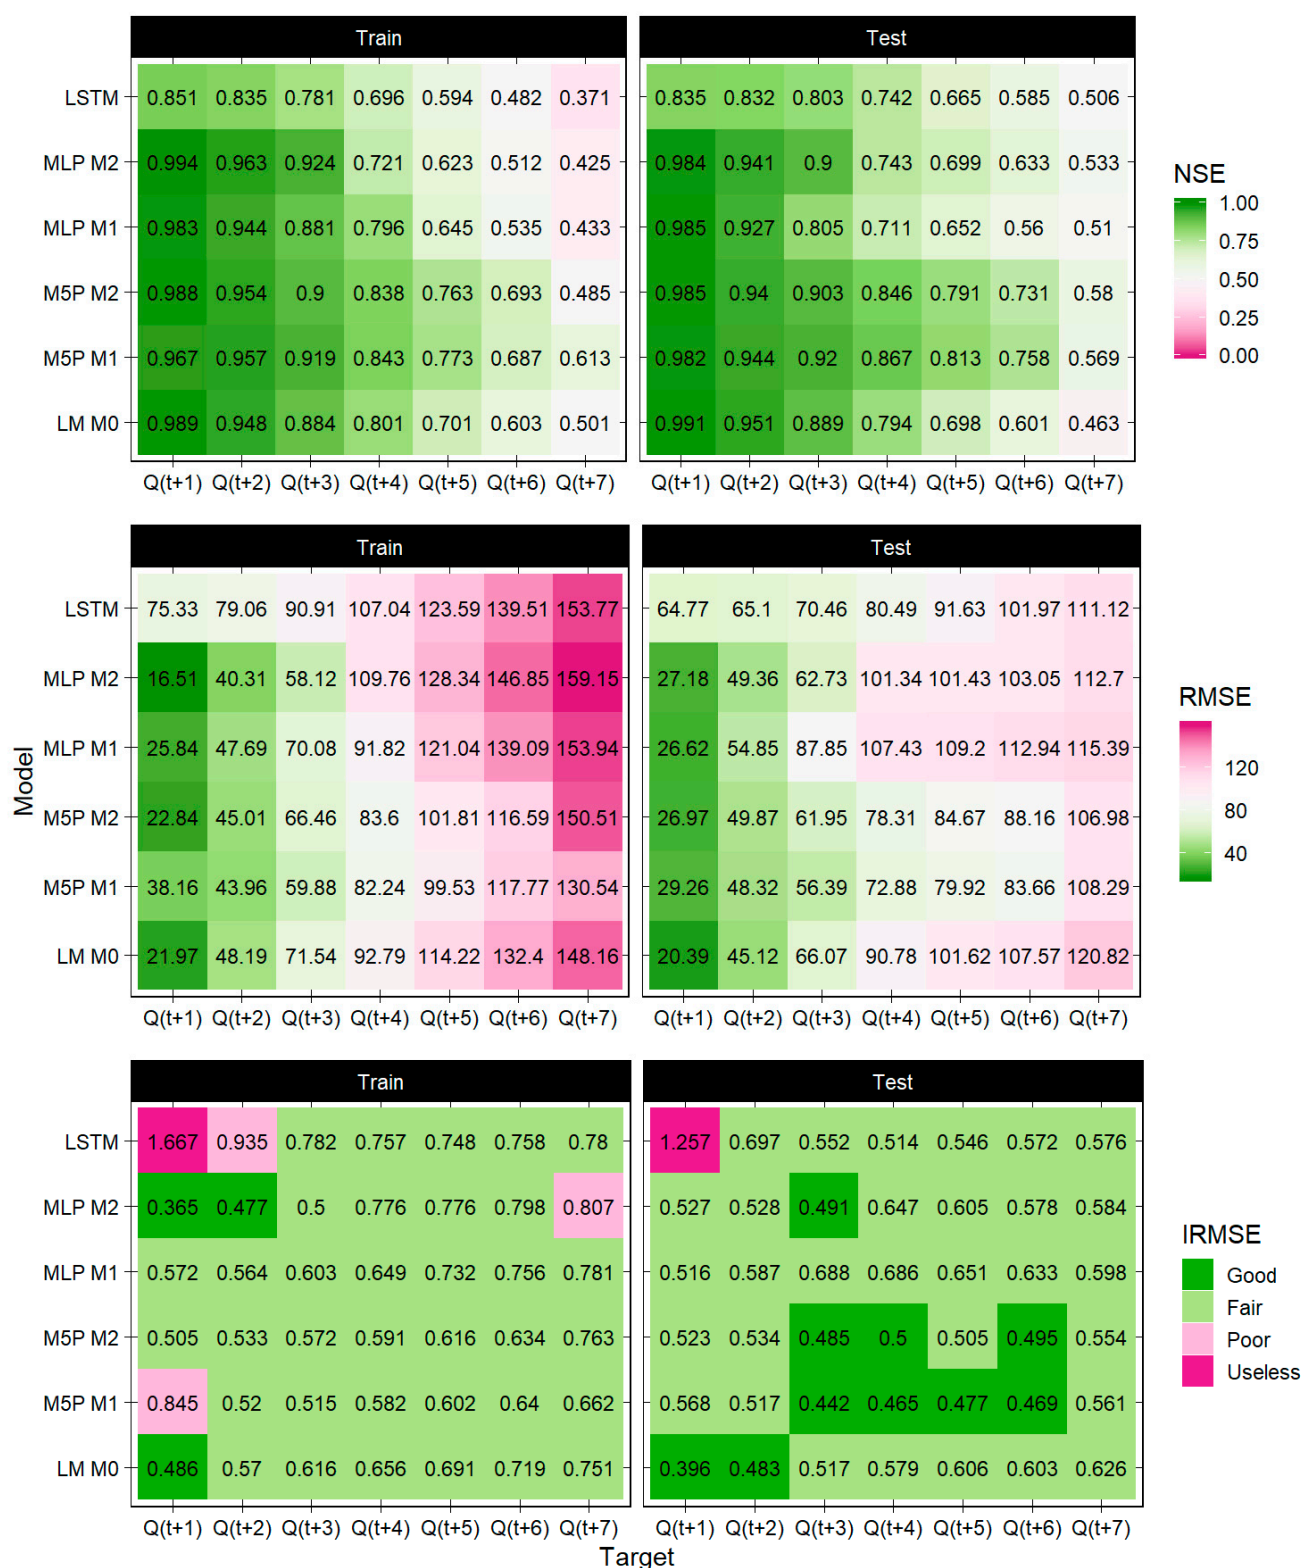 Train Test
LSTM 0.851 0.835 0.781 0.696 0.594 0.482 0.371 0.835 0.832 0.803 0.742 0.665 0.585 0.506
MLP M2 0.994 0.963 0.924 0.721 0.623 0.512 0.425 0.984 0.941 0.9 0.743 0.699 0.633 0.533
MLP M1 0.983 0.944 0.881 0.796 0.645 0.535 0.433 0.985 0.927 0.805 0.711 0.652 0.56 0.51
M5P M2 0.988 0.954 0.9 0.838 0.763 0.693 0.485 0.985 0.94 0.903 0.846 0.791 0.731 0.58
M5P M1 0.967 0.957 0.919 0.843 0.773 0.687 0.613 0.982 0.944 0.92 0.867 0.813 0.758 0.569
LM M0 0.989 0.948 0.884 0.801 0.701 0.603 0.501 0.991 0.951 0.889 0.794 0.698 0.601 0.463
Q(t+1) Q(t+2) Q(t+3) Q(t+4) Q(t+5) Q(t+6) Q(t+7) Q(t+1) Q(t+2) Q(t+3) Q(t+4) Q(t+5) Q(t+6) Q(t+7)
NSE
1.00
0.75
0.50
0.25
0.00
Train Test
LSTM 75.33 79.06 90.91 107.04 123.59 139.51 153.77 64.77 65.1 70.46 80.49 91.63 101.97 111.12
MLP M2 16.51 40.31 58.12 109.76 128.34 146.85 159.15 27.18 49.36 62.73 101.34 101.43 103.05 112.7
MLP M1 25.84 47.69 70.08 91.82 121.04 139.09 153.94 26.62 54.85 87.85 107.43 109.2 112.94 115.39
M5P M2 22.84 45.01 66.46 83.6 101.81 116.59 150.51 26.97 49.87 61.95 78.31 84.67 88.16 106.98
M5P M1 38.16 43.96 59.88 82.24 99.53 117.77 130.54 29.26 48.32 56.39 72.88 79.92 83.66 108.29
LM M0 21.97 48.19 71.54 92.79 114.22 132.4 148.16 20.39 45.12 66.07 90.78 101.62 107.57 120.82
Q(t+1) Q(t+2) Q(t+3) Q(t+4) Q(t+5) Q(t+6) Q(t+7) Q(t+1) Q(t+2) Q(t+3) Q(t+4) Q(t+5) Q(t+6) Q(t+7)
Model
RMSE
120
80
40
Train Test
LSTM 1.667 0.935 0.782 0.757 0.748 0.758 0.78 1.257 0.697 0.552 0.514 0.546 0.572 0.576
MLP M2 0.365 0.477 0.5 0.776 0.776 0.798 0.807 0.527 0.528 0.491 0.647 0.605 0.578 0.584
MLP M1 0.572 0.564 0.603 0.649 0.732 0.756 0.781 0.516 0.587 0.688 0.686 0.651 0.633 0.598
M5P M2 0.505 0.533 0.572 0.591 0.616 0.634 0.763 0.523 0.534 0.485 0.5 0.505 0.495 0.554
M5P M1 0.845 0.52 0.515 0.582 0.602 0.64 0.662 0.568 0.517 0.442 0.465 0.477 0.469 0.561
LM M0 0.486 0.57 0.616 0.656 0.691 0.719 0.751 0.396 0.483 0.517 0.579 0.606 0.603 0.626
Q(t+1) Q(t+2) Q(t+3) Q(t+4) Q(t+5) Q(t+6) Q(t+7) Q(t+1) Q(t+2) Q(t+3) Q(t+4) Q(t+5) Q(t+6) Q(t+7)
Target
IRMSE
Good
Fair
Poor
Useless